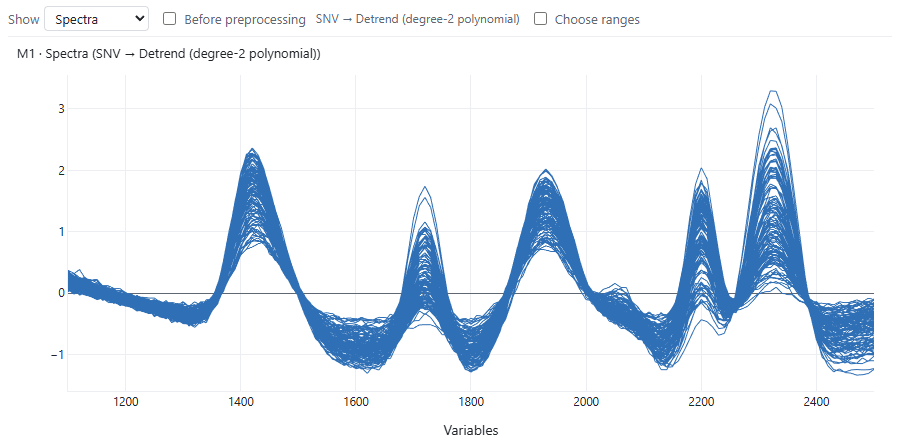 Show Spectra Before preprocessing SNV → Detrend (degree-2 polynomial) Choose ranges
M1 · Spectra (SNV → Detrend (degree-2 polynomial))
3
2
1
0
−1
1200 1400 1600 1800 2000 2200 2400
Variables